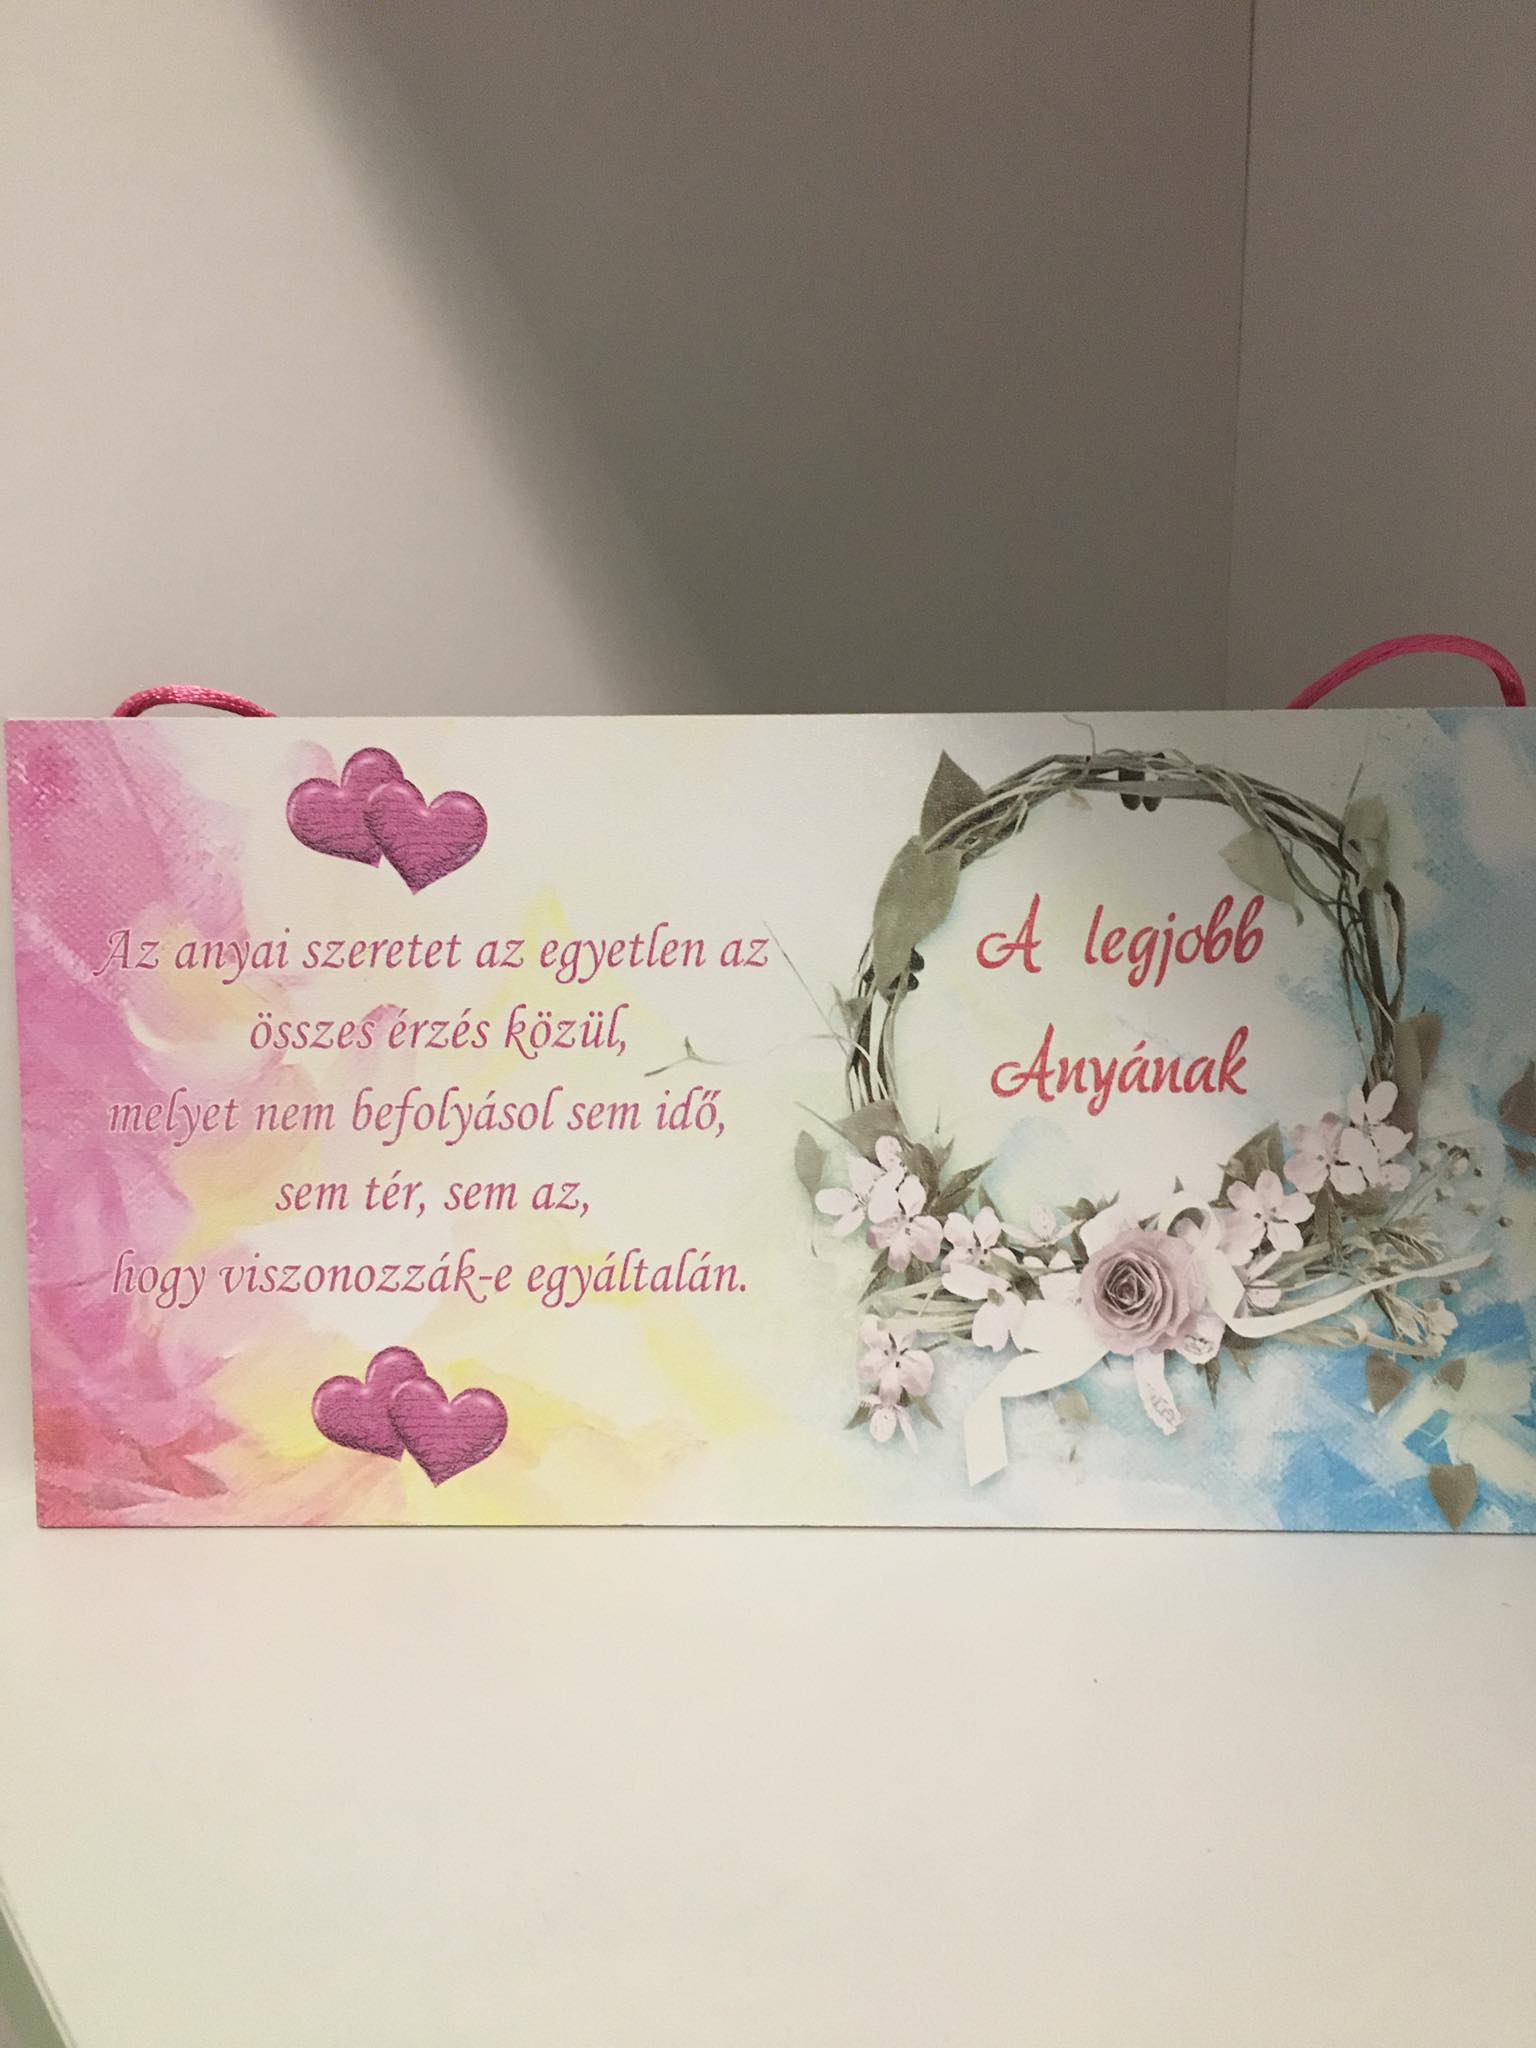 Az anyai szeretet az egyetlen az
összes érzés közül,
melyet nem befolyásol sem idő,
sem tér, sem az,
hogy viszonozzák-e egyáltalán.
A legjobb
Anyának